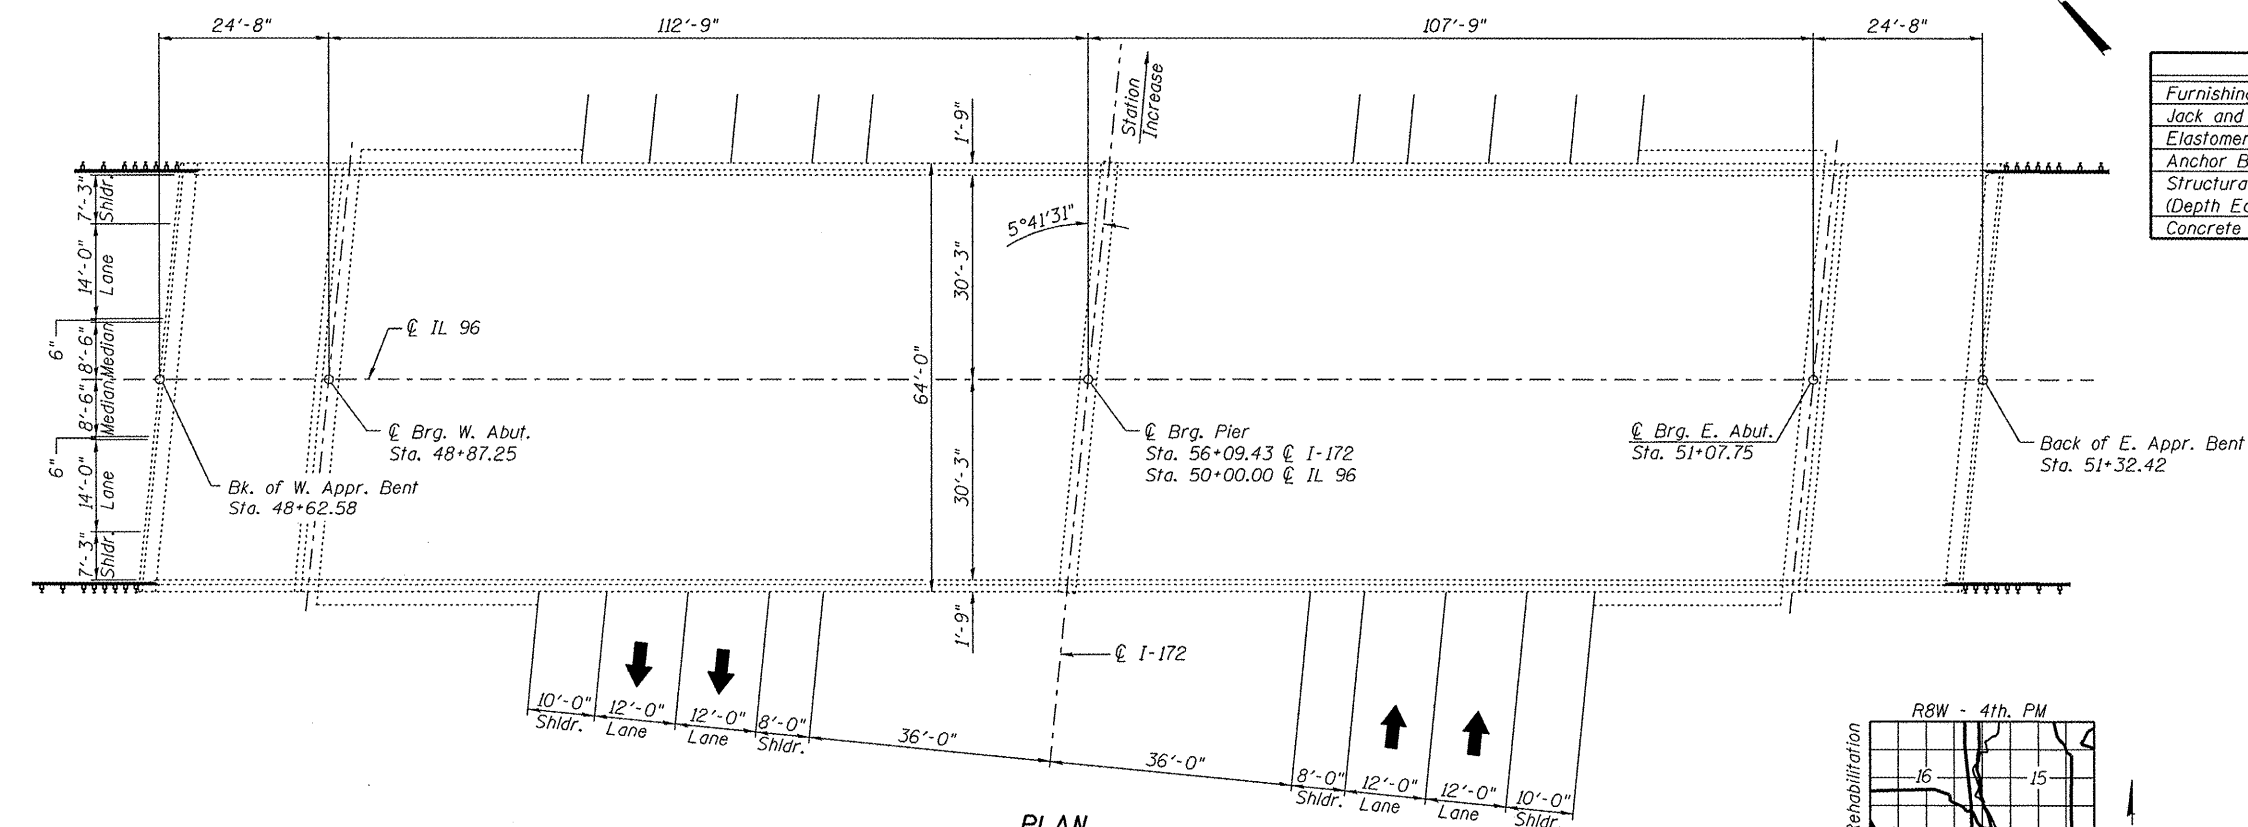 24'-8"
112'-9"
107'-9"
24'-8"
Station
Increase
1'-9"
5°41'31"
7'-3"
Shldr.
14'-0"
Lane
6"
8'-6"
Median
8'-6"
Median
6"
14'-0"
Lane
7'-3"
Shldr.
30'-3"
64'-0"
30'-3"
1'-9"
℄ IL 96
℄ Brg. W. Abut.
Sta. 48+87.25
Bk. of W. Appr. Bent
Sta. 48+62.58
℄ Brg. Pier
Sta. 56+09.43 ℄ I-172
Sta. 50+00.00 ℄ IL 96
℄ Brg. E. Abut.
Sta. 51+07.75
Back of E. Appr. Bent
Sta. 51+32.42
℄ I-172
10'-0"
Shldr.
12'-0"
Lane
12'-0"
Lane
8'-0"
Shldr.
36'-0"
36'-0"
8'-0"
Shldr.
12'-0"
Lane
12'-0"
Lane
10'-0"
Shldr.
PLAN
Jack and
Anchor B
(Depth Ec
Concrete
R8W - 4th. PM
16
15